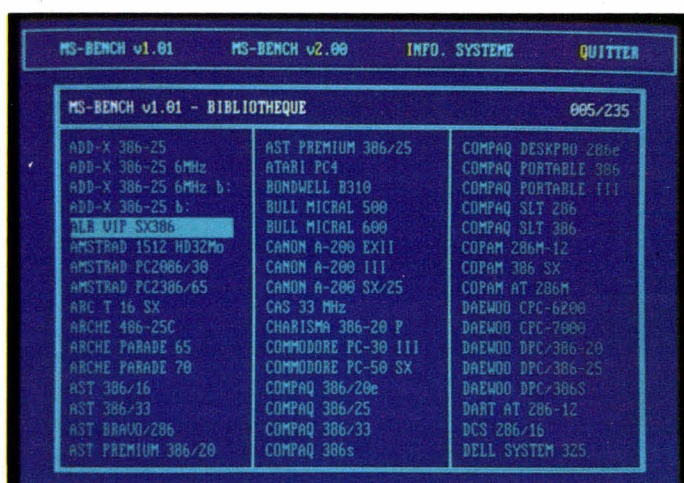 MS-BENCH v1.01 MS-BENCH v2.00 INFO. SYSTEME QUITTER
MS-BENCH v1.01 - BIBLIOTHEQUE 005/235
ADD-X 386-25
ADD-X 386-25 6MHz
ADD-X 386-25 6MHz b:
ADD-X 386-25 b:
ALR VIP SX386
AMSTRAD 1512 HD32Mo
AMSTRAD PC2086/30
AMSTRAD PC2386/65
ARC T 16 SX
ARCHE 486-25C
ARCHE PARADE 65
ARCHE PARADE 70
AST 386/16
AST 386/33
AST BRAVO/286
AST PREMIUM 386/20
AST PREMIUM 386/25
ATARI PC4
BONDWELL B310
BULL MICRAL 500
BULL MICRAL 600
CANON A-200 EXII
CANON A-200 III
CANON A-200 SX/25
CAS 33 MHz
CHARISMA 386-20 P
COMMODORE PC-30 III
COMMODORE PC-50 SX
COMPAQ 386/20e
COMPAQ 386/25
COMPAQ 386/33
COMPAQ 386s
COMPAQ DESKPRO 286e
COMPAQ PORTABLE 386
COMPAQ PORTABLE III
COMPAQ SLT 286
COMPAQ SLT 386
COPAM 286M-12
COPAM 386 SX
COPAM AT 286M
DAEWOO CPC-6200
DAEWOO CPC-7000
DAEWOO DPC/386-20
DAEWOO DPC/386-25
DAEWOO DPC/386S
DART AT 286-12
DCS 286/16
DELL SYSTEM 325